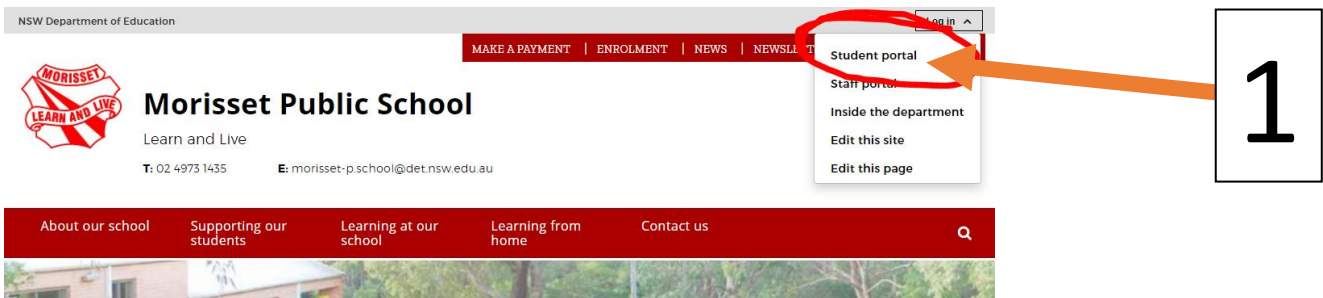 NSW Department of Education
Log in
MAKE A PAYMENT | ENROLMENT | NEWS |
Student portal
Staff portal
Inside the department
Edit this site
Edit this page
MORISSET
LEARN AND LIVE
Morisset Public School
Learn and Live
T: 02 4973 1435 E: morisset-p.school@det.nsw.edu.au
About our school Supporting our students Learning at our school Learning from home Contact us
1